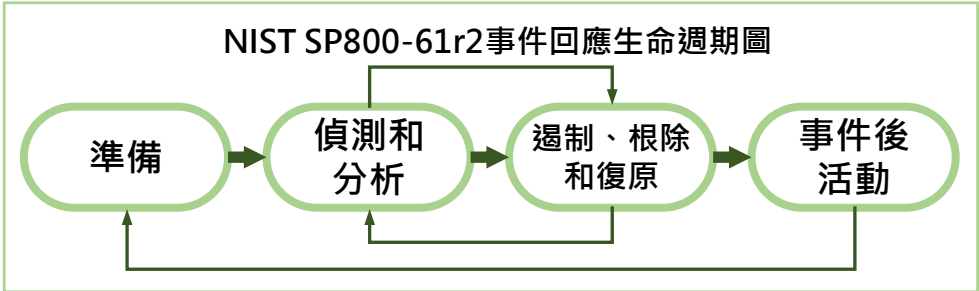 NIST SP800-61r2事件回應生命週期圖
準備
偵測和
分析
遏制、根除
和復原
事件後
活動